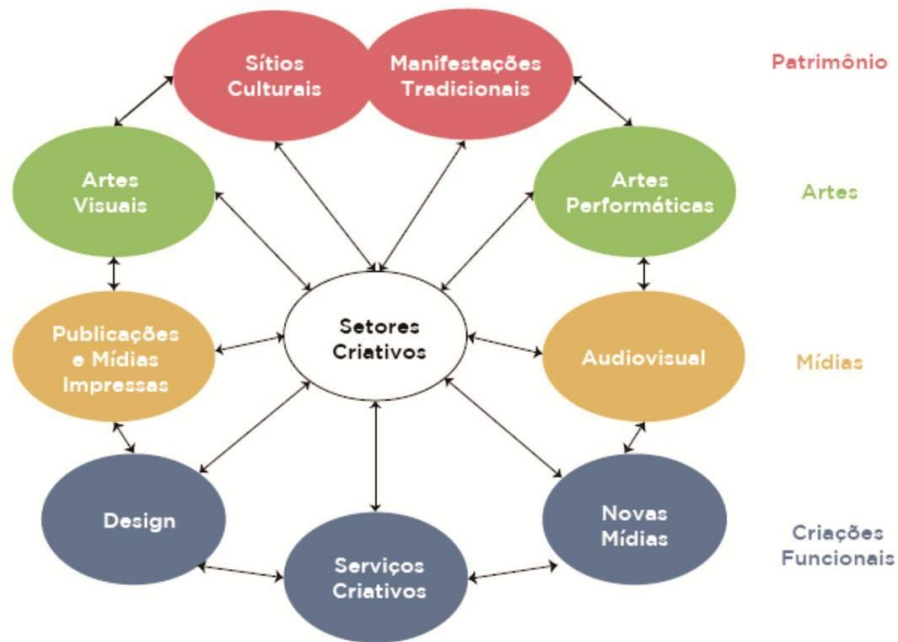 Sítios
Culturais
Manifestações
Tradicionais
Patrimônio
Artes
Visuais
Artes
Performáticas
Artes
Setores
Criativos
Publicações
e Mídias
Impressas
Audiovisual
Mídias
Design
Serviços
Criativos
Novas
Mídias
Criações
Funcionais